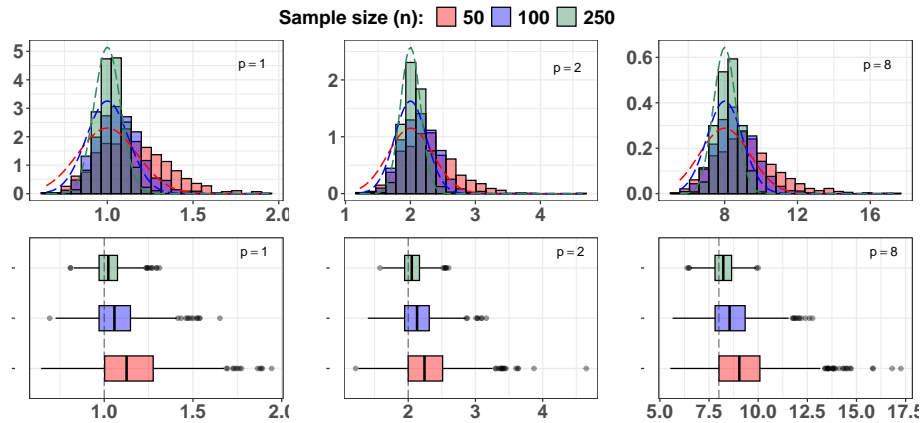 Sample size (n): 50 100 250
5
4
3
2
1
0
p = 1
1.0 1.5 2.0
2
1
0
p = 2
1 2 3 4
0.6
0.4
0.2
0.0
p = 8
8 12 16
p = 1
1.0 1.5 2.0
p = 2
2 3 4
p = 8
5.0 7.5 10.0 12.5 15.0 17.5